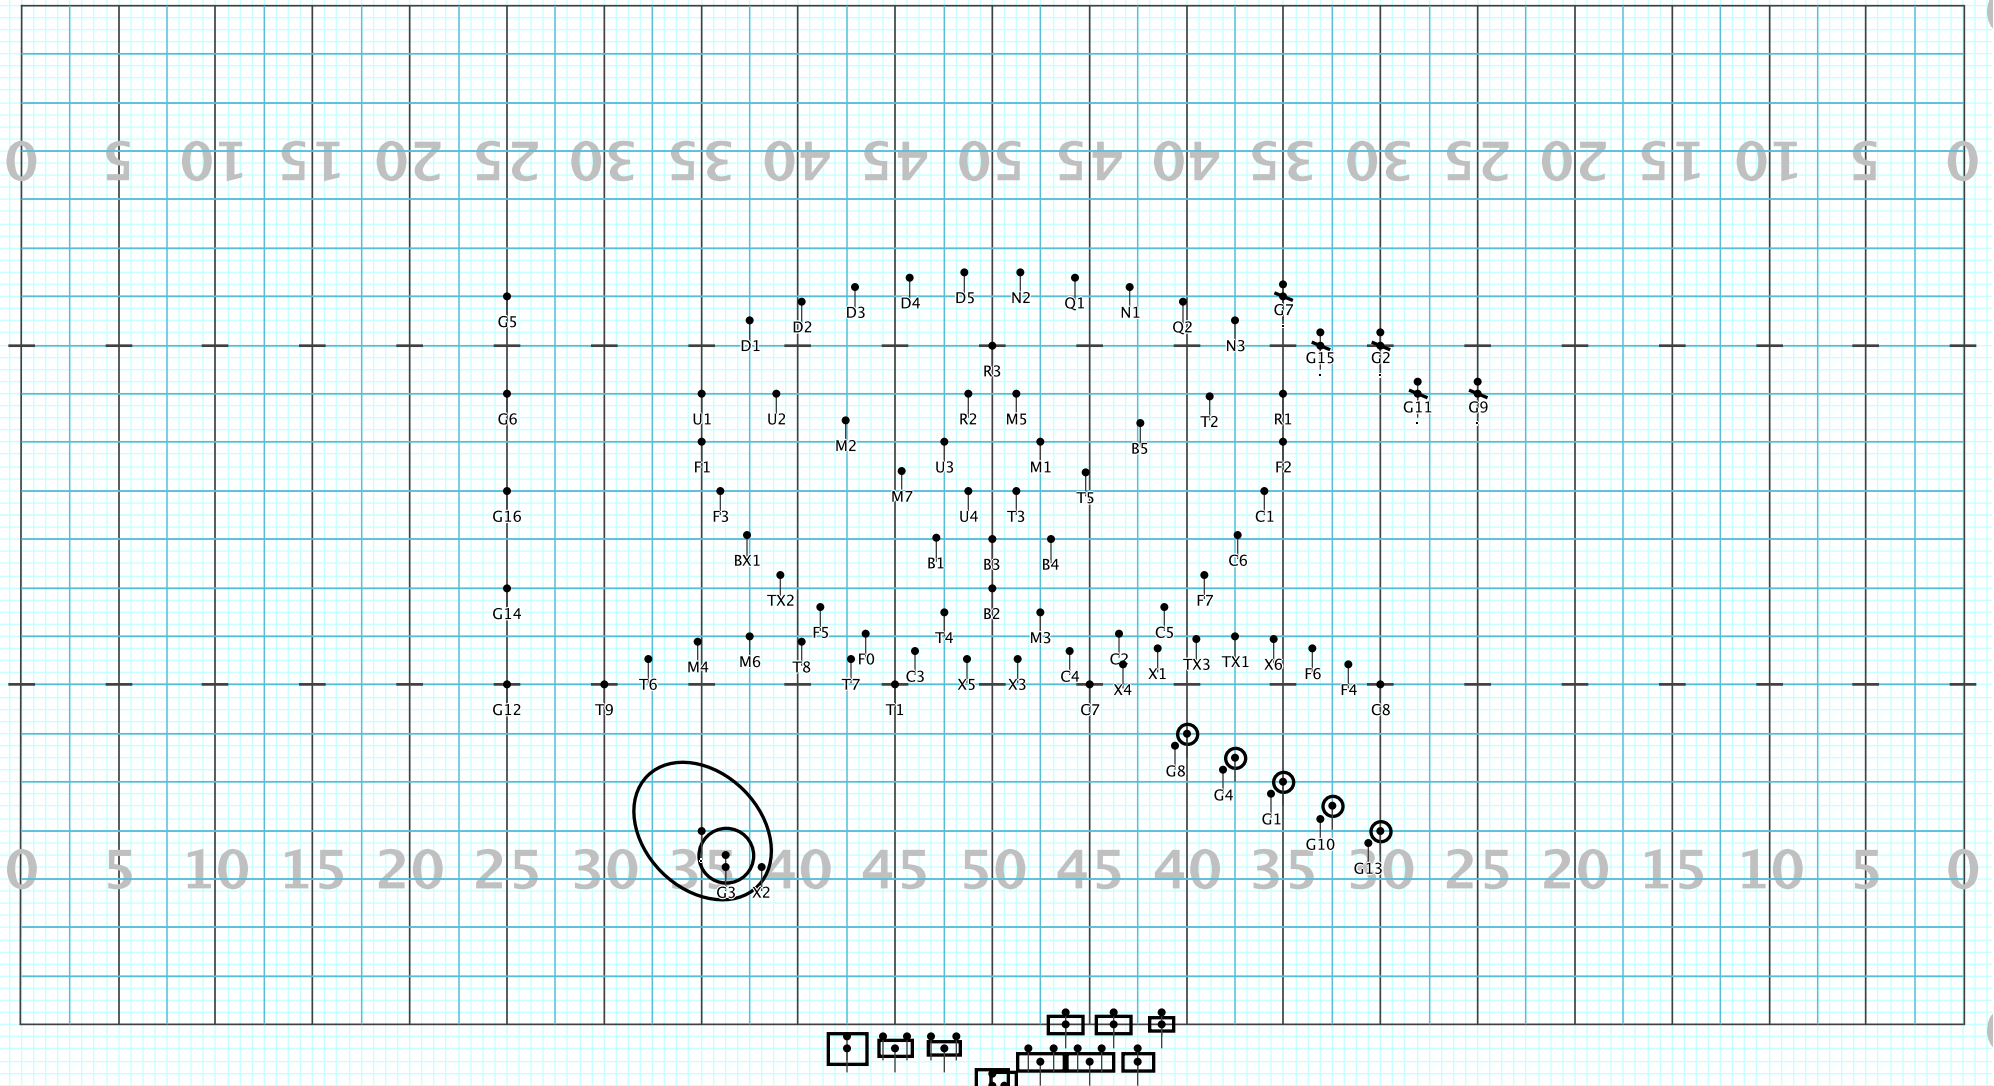 0 5 10 15 20 25 30 35 40 45 50 45 40 35 30 25 20 15 10 5 0
D5 N2
D4 Q1
D3 N1
G7
G5
D2 Q2
D1 N3
G15 G2
R3
G11 G9
G6 U1 U2 R2 M5 T2 R1
M2 B5
F1 U3 M1 F2
M7 T5
G16 F3 U4 T3 C1
BX1 B1 B3 B4 C6
TX2 F7
G14 B2
F5 T4 M3 C5
M4 M6 T8 F0 C2 TX3 TX1 X6
T6 T7 C3 X5 X3 C4 X4 X1 F6 F4
G12 T9 T1 C7 C8
G8
G4
G1
G10
0 5 10 15 20 25 30 35 40 45 50 45 40 35 30 25 20 15 10 5 0
G13
G3 X2